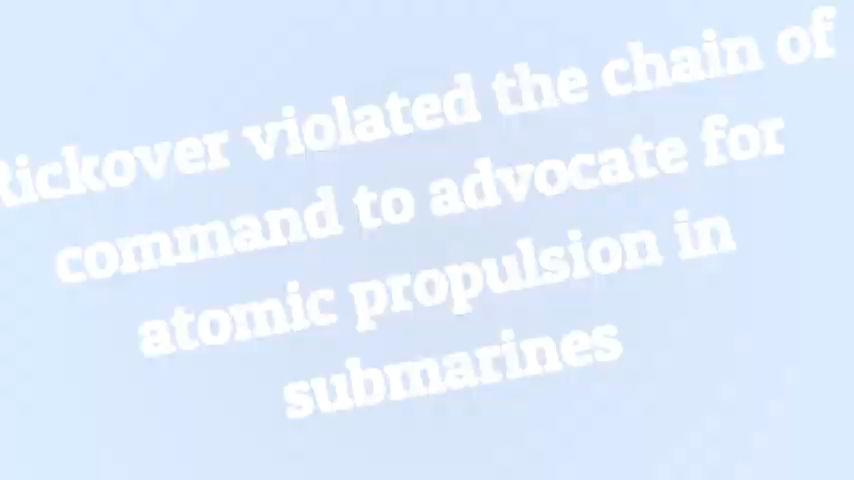 Rickover violated the chain of
command to advocate for
atomic propulsion in
submarines